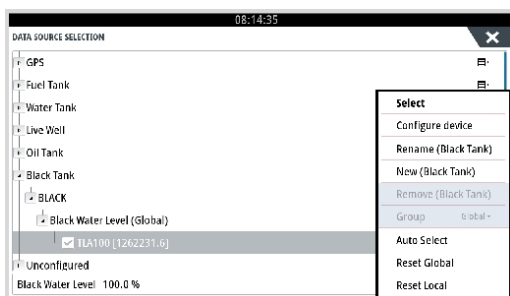 08:14:35
DATA SOURCE SELECTION
GPS
Fuel Tank
Water Tank
Live Well
Oil Tank
Black Tank
BLACK
Black Water Level (Global)
TLA100 [1262231.6]
Unconfigured
Black Water Level 100.0 %
Select
Configure device
Rename (Black Tank)
New (Black Tank)
Remove (Black Tank)
Group Global
Auto Select
Reset Global
Reset Local